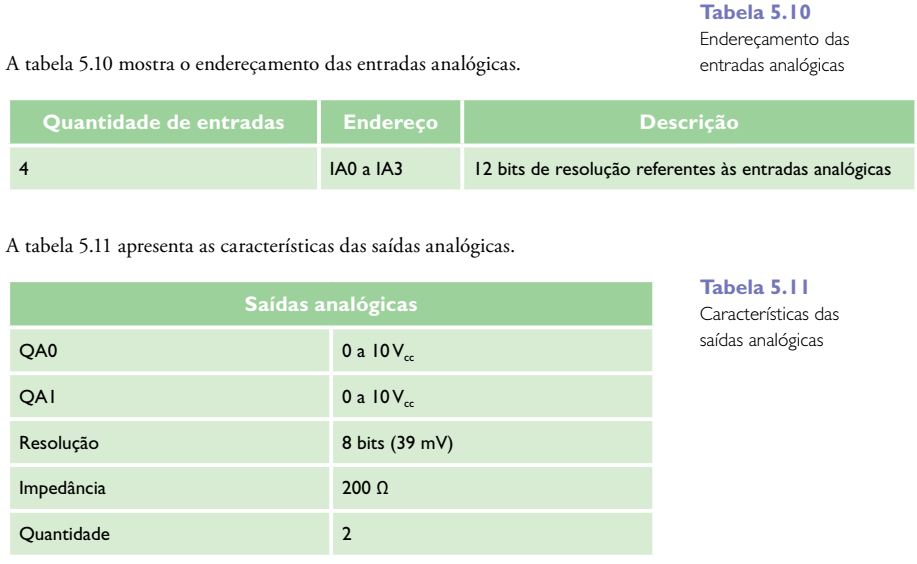 Tabela 5.10
Endereçamento das
entradas analógicas
A tabela 5.10 mostra o endereçamento das entradas analógicas.
Quantidade de entradas Endereço Descrição
4 IA0 a IA3 12 bits de resolução referentes às entradas analógicas
A tabela 5.11 apresenta as características das saídas analógicas.
Tabela 5.11
Características das
saídas analógicas
Saídas analógicas
QA0 0 a 10 Vcc
QA1 0 a 10 Vcc
Resolução 8 bits (39 mV)
Impedância 200 Ω
Quantidade 2